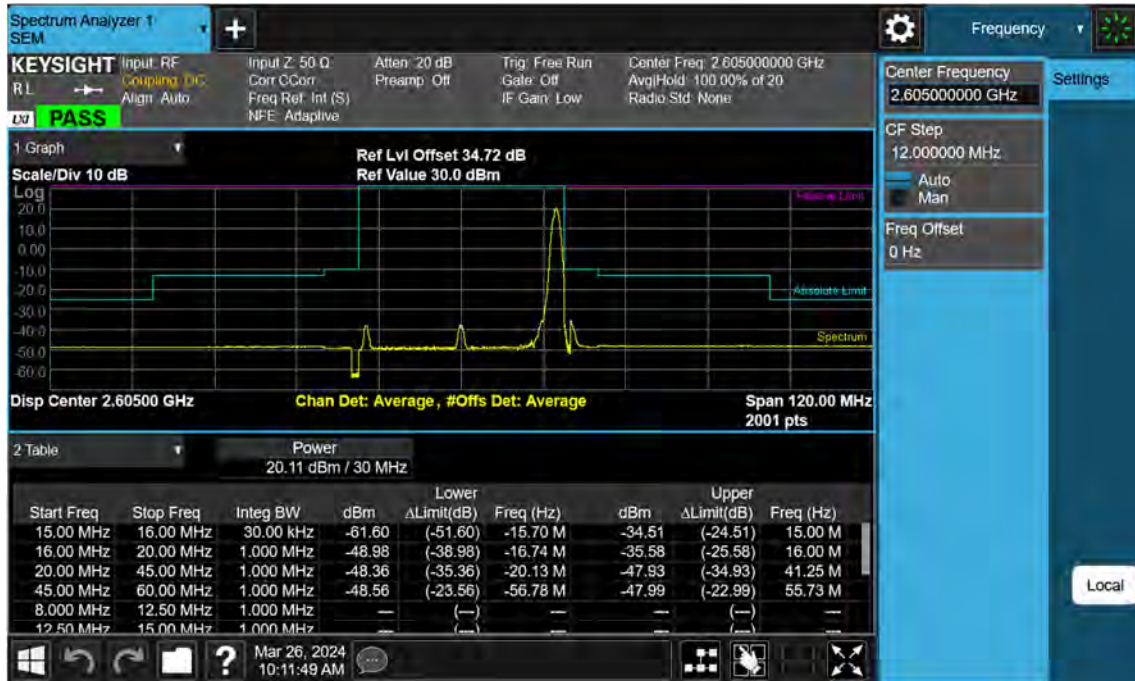 Spectrum Analyzer 1
SEM
Frequency
KEYSIGHT
RL
LXI
PASS
Input: RF
Coupling: DC
Align: Auto
Input Z: 50 Ω
Corr CCorr
Freq Ref: Int (S)
NFE: Adaptive
Atten: 20 dB
Preamp: Off
Trig: Free Run
Gate: Off
IF Gain: Low
Center Freq: 2.605000000 GHz
Avg|Hold: 100.00% of 20
Radio Std: None
Center Frequency
2.605000000 GHz
Settings
CF Step
12.000000 MHz
Auto
Man
Freq Offset
0 Hz
1 Graph
Scale/Div 10 dB
Ref Lvl Offset 34.72 dB
Ref Value 30.0 dBm
Log
20.0
10.0
0.00
-10.0
-20.0
-30.0
-40.0
-50.0
-60.0
Relative Limit
Absolute Limit
Spectrum
Disp Center 2.60500 GHz
Chan Det: Average, #Offs Det: Average
Span 120.00 MHz
2001 pts
2 Table
Power
20.11 dBm / 30 MHz
Lower Upper
Start Freq Stop Freq Integ BW dBm ΔLimit(dB) Freq (Hz) dBm ΔLimit(dB) Freq (Hz)
15.00 MHz 16.00 MHz 30.00 kHz -61.60 (-51.60) -15.70 M -34.51 (-24.51) 15.00 M
16.00 MHz 20.00 MHz 1.000 MHz -48.98 (-38.98) -16.74 M -35.58 (-25.58) 16.00 M
20.00 MHz 45.00 MHz 1.000 MHz -48.36 (-35.36) -20.13 M -47.93 (-34.93) 41.25 M
45.00 MHz 60.00 MHz 1.000 MHz -48.56 (-23.56) -56.78 M -47.99 (-22.99) 55.73 M
8.000 MHz 12.50 MHz 1.000 MHz --- (---) --- --- (---) ---
12.50 MHz 15.00 MHz 1.000 MHz --- (---) --- --- (---) ---
Local
?
Mar 26, 2024
10:11:49 AM